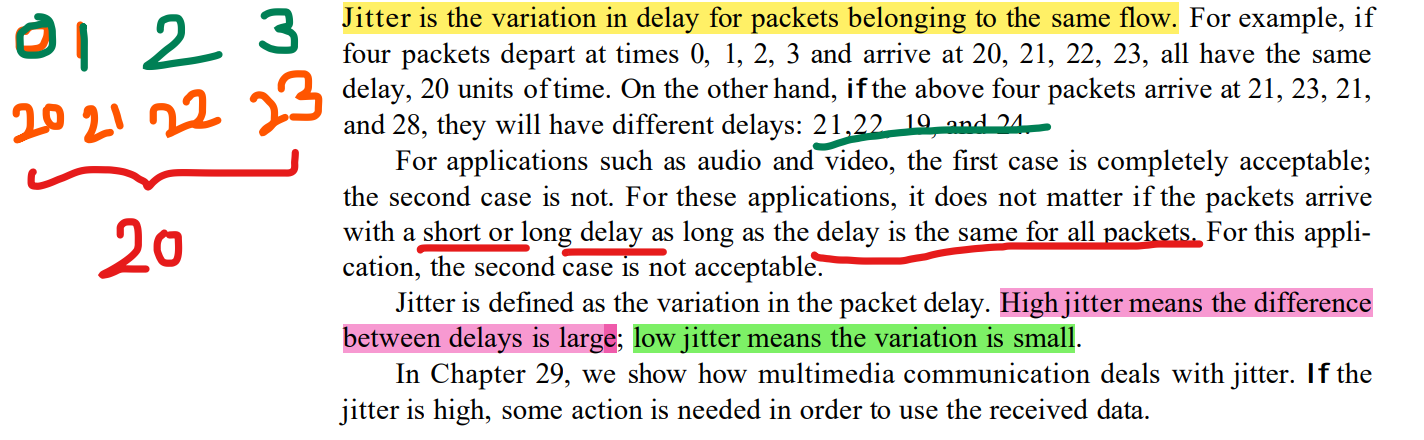 0 1 2 3
20 21 22 23
20
Jitter is the variation in delay for packets belonging to the same flow. For example, if
four packets depart at times 0, 1, 2, 3 and arrive at 20, 21, 22, 23, all have the same
delay, 20 units of time. On the other hand, if the above four packets arrive at 21, 23, 21,
and 28, they will have different delays: 21,22, 19, and 24.
For applications such as audio and video, the first case is completely acceptable;
the second case is not. For these applications, it does not matter if the packets arrive
with a short or long delay as long as the delay is the same for all packets. For this appli-
cation, the second case is not acceptable.
Jitter is defined as the variation in the packet delay. High jitter means the difference
between delays is large; low jitter means the variation is small.
In Chapter 29, we show how multimedia communication deals with jitter. If the
jitter is high, some action is needed in order to use the received data.